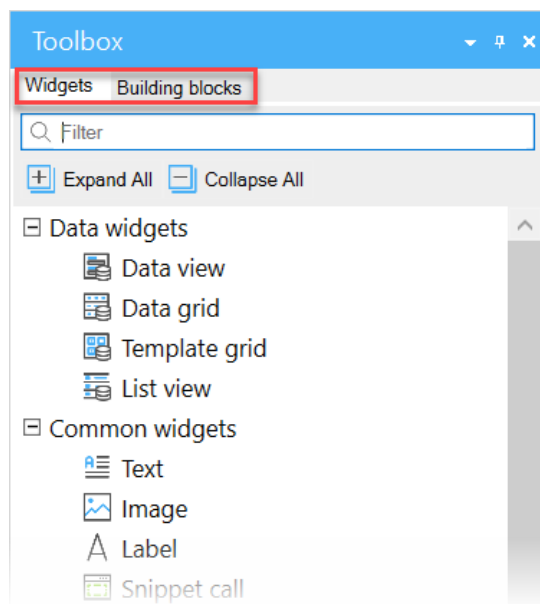 Toolbox
Widgets Building blocks
Filter
Expand All Collapse All
Data widgets
Data view
Data grid
Template grid
List view
Common widgets
Text
Image
Label
Snippet call